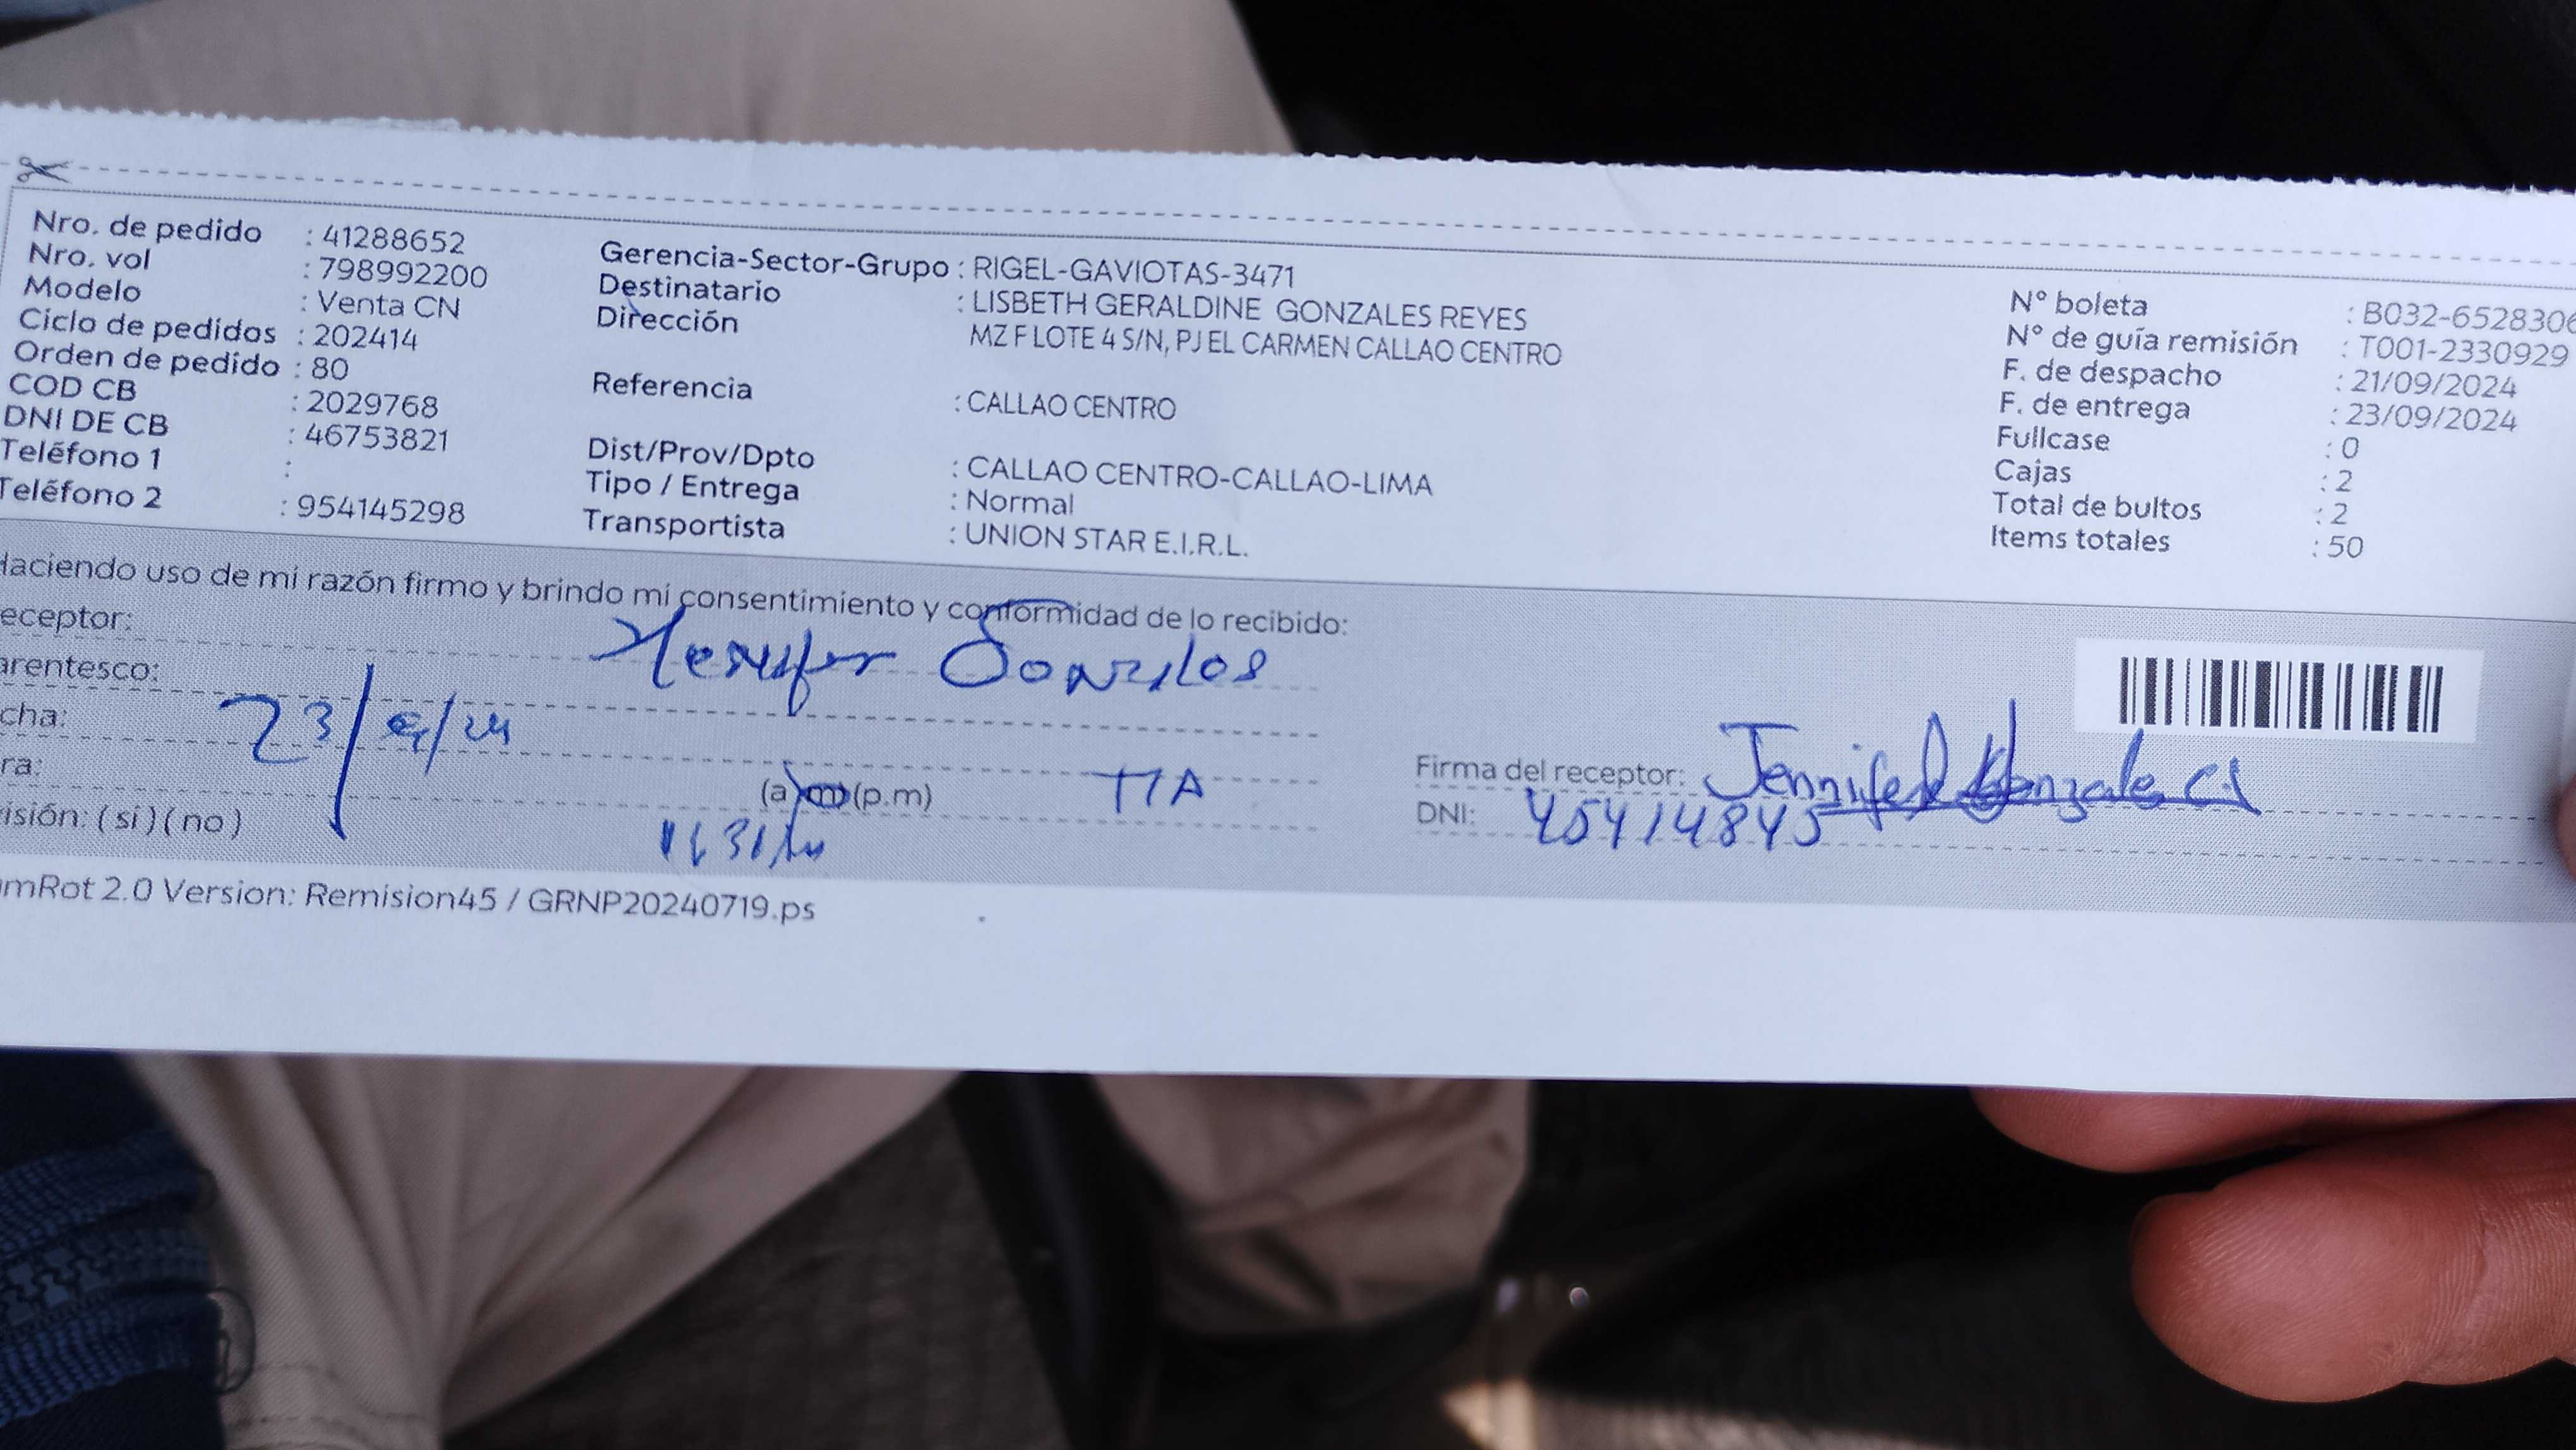 Nro. de pedido : 41288652
Nro. vol : 798992200
Modelo : Venta CN
Ciclo de pedidos : 202414
Orden de pedido : 80
COD CB : 2029768
DNI DE CB : 46753821
Teléfono 1 :
Teléfono 2 : 954145298
Gerencia-Sector-Grupo : RIGEL-GAVIOTAS-3471
Destinatario : LISBETH GERALDINE GONZALES REYES
Dirección MZ F LOTE 4 S/N, PJ EL CARMEN CALLAO CENTRO
Referencia : CALLAO CENTRO
Dist/Prov/Dpto : CALLAO CENTRO-CALLAO-LIMA
Tipo / Entrega : Normal
Transportista : UNION STAR E.I.R.L.
N° boleta : B032-6528306
N° de guía remisión : T001-2330929
F. de despacho : 21/09/2024
F. de entrega : 23/09/2024
Fullcase : 0
Cajas : 2
Total de bultos : 2
Items totales : 50
Haciendo uso de mi razón firmo y brindo mi consentimiento y conformidad de lo recibido:
eceptor:
arentesco:
cha: 23/
ra: (a.m) (p.m) TIA
isión: ( si ) ( no )
Firma del receptor: Jennifer Gonzales
DNI: 45414845
mRot 2.0 Version: Remision45 / GRNP20240719.ps